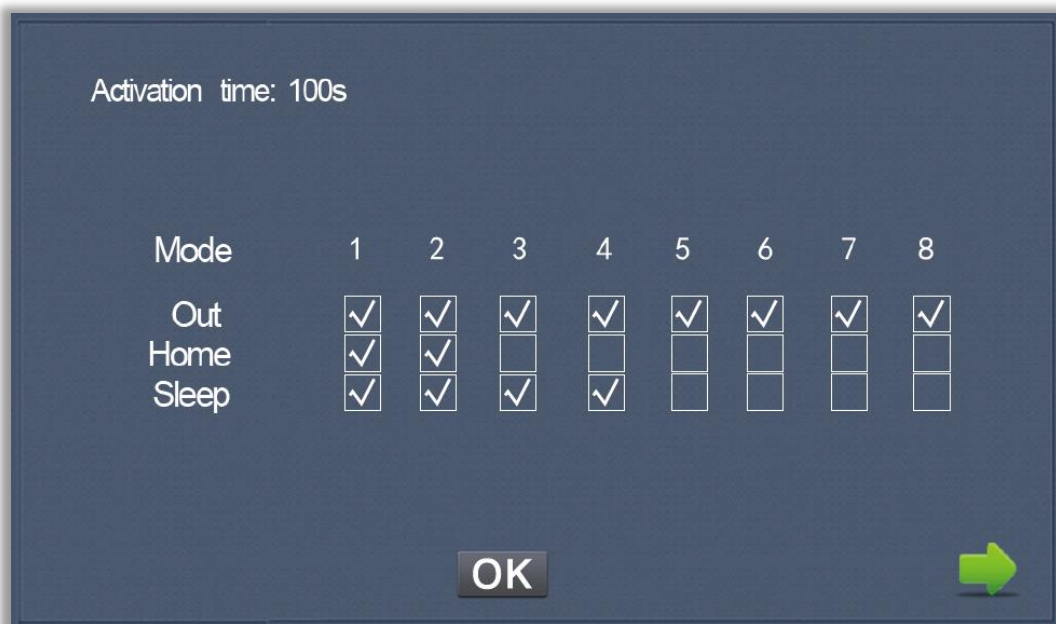 Activation time: 100s
Mode 1 2 3 4 5 6 7 8
Out ✓ ✓ ✓ ✓ ✓ ✓ ✓ ✓
Home ✓ ✓
Sleep ✓ ✓ ✓ ✓
OK